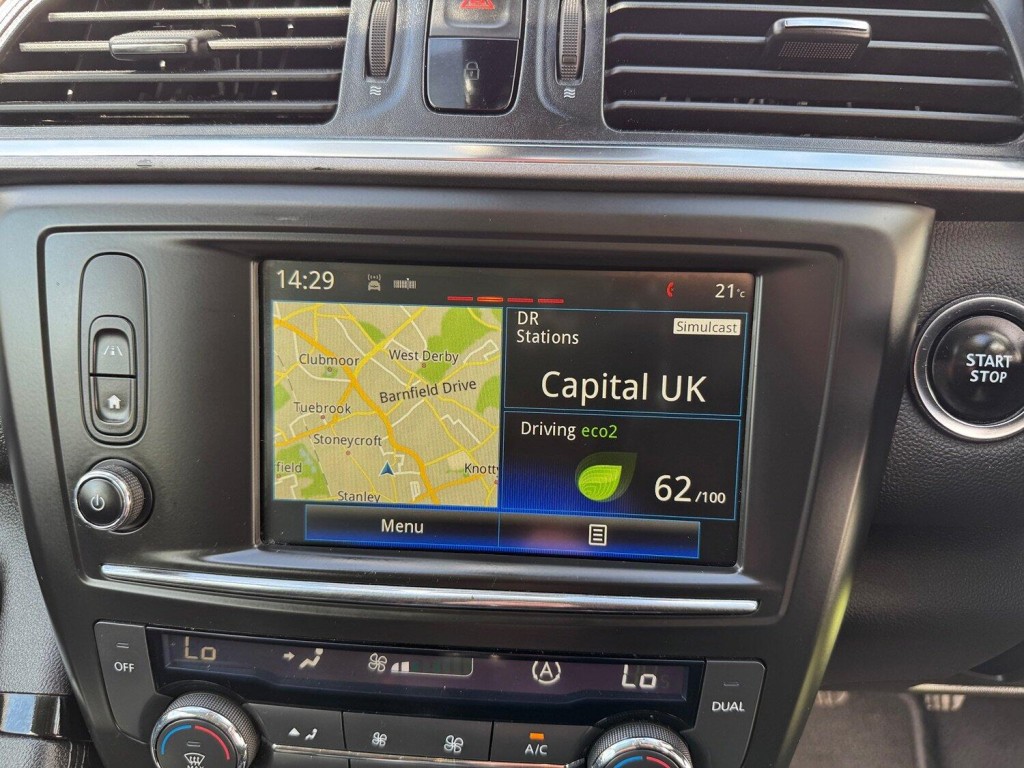 14:29
21°c
DR
Stations
Simulcast
Capital UK
Clubmoor
West Derby
Barnfield Drive
Tuebrook
Stoneycroft
field
Knotty
Stanley
Driving eco2
62/100
Menu
START
STOP
OFF
Lo
A
Lo
DUAL
A/C
MAX